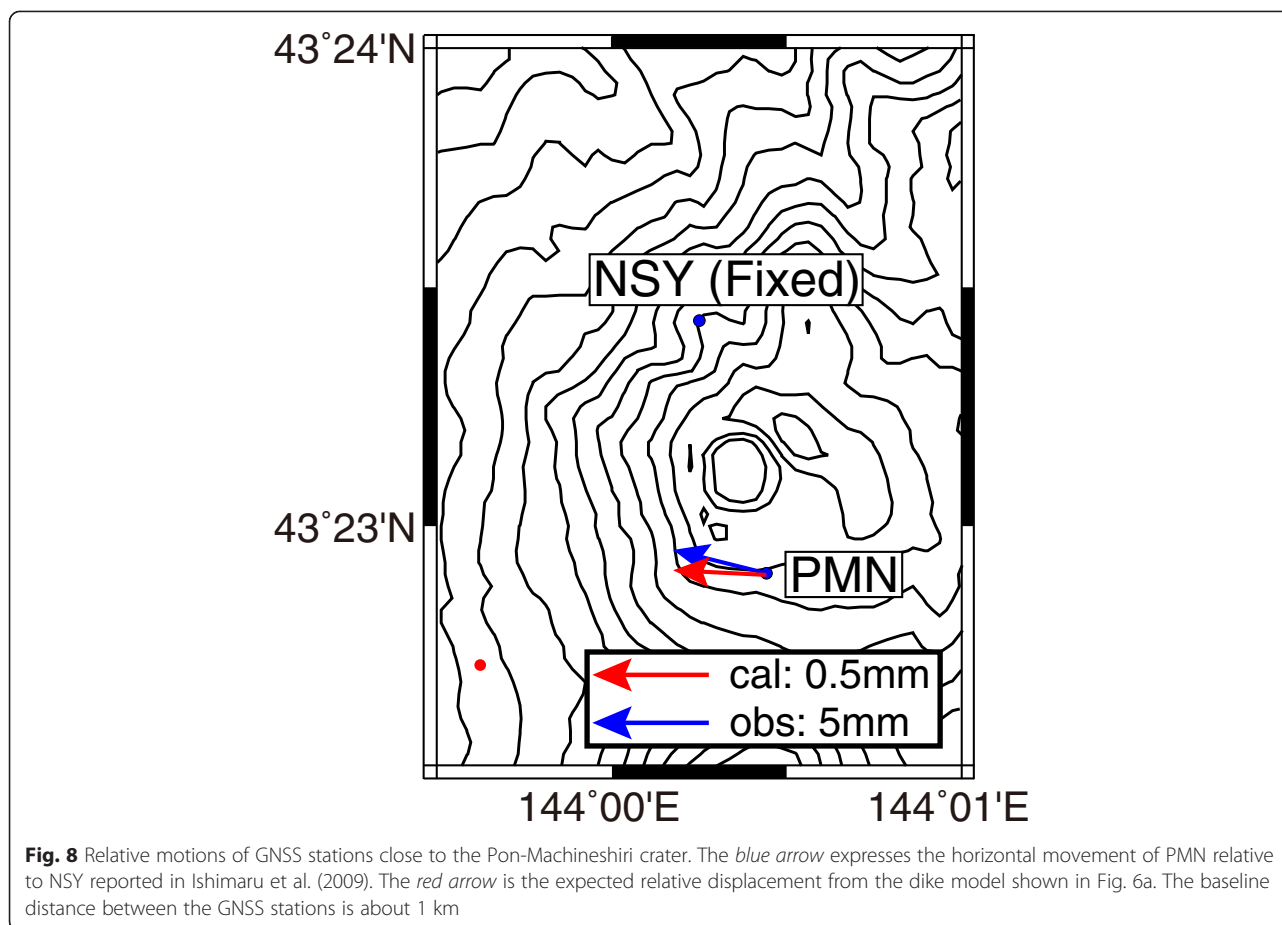 43°24'N
NSY (Fixed)
43°23'N
PMN
cal: 0.5mm
obs: 5mm
144°00'E 144°01'E
Fig. 8 Relative motions of GNSS stations close to the Pon-Machineshiri crater. The blue arrow expresses the horizontal movement of PMN relative
to NSY reported in Ishimaru et al. (2009). The red arrow is the expected relative displacement from the dike model shown in Fig. 6a. The baseline
distance between the GNSS stations is about 1 km